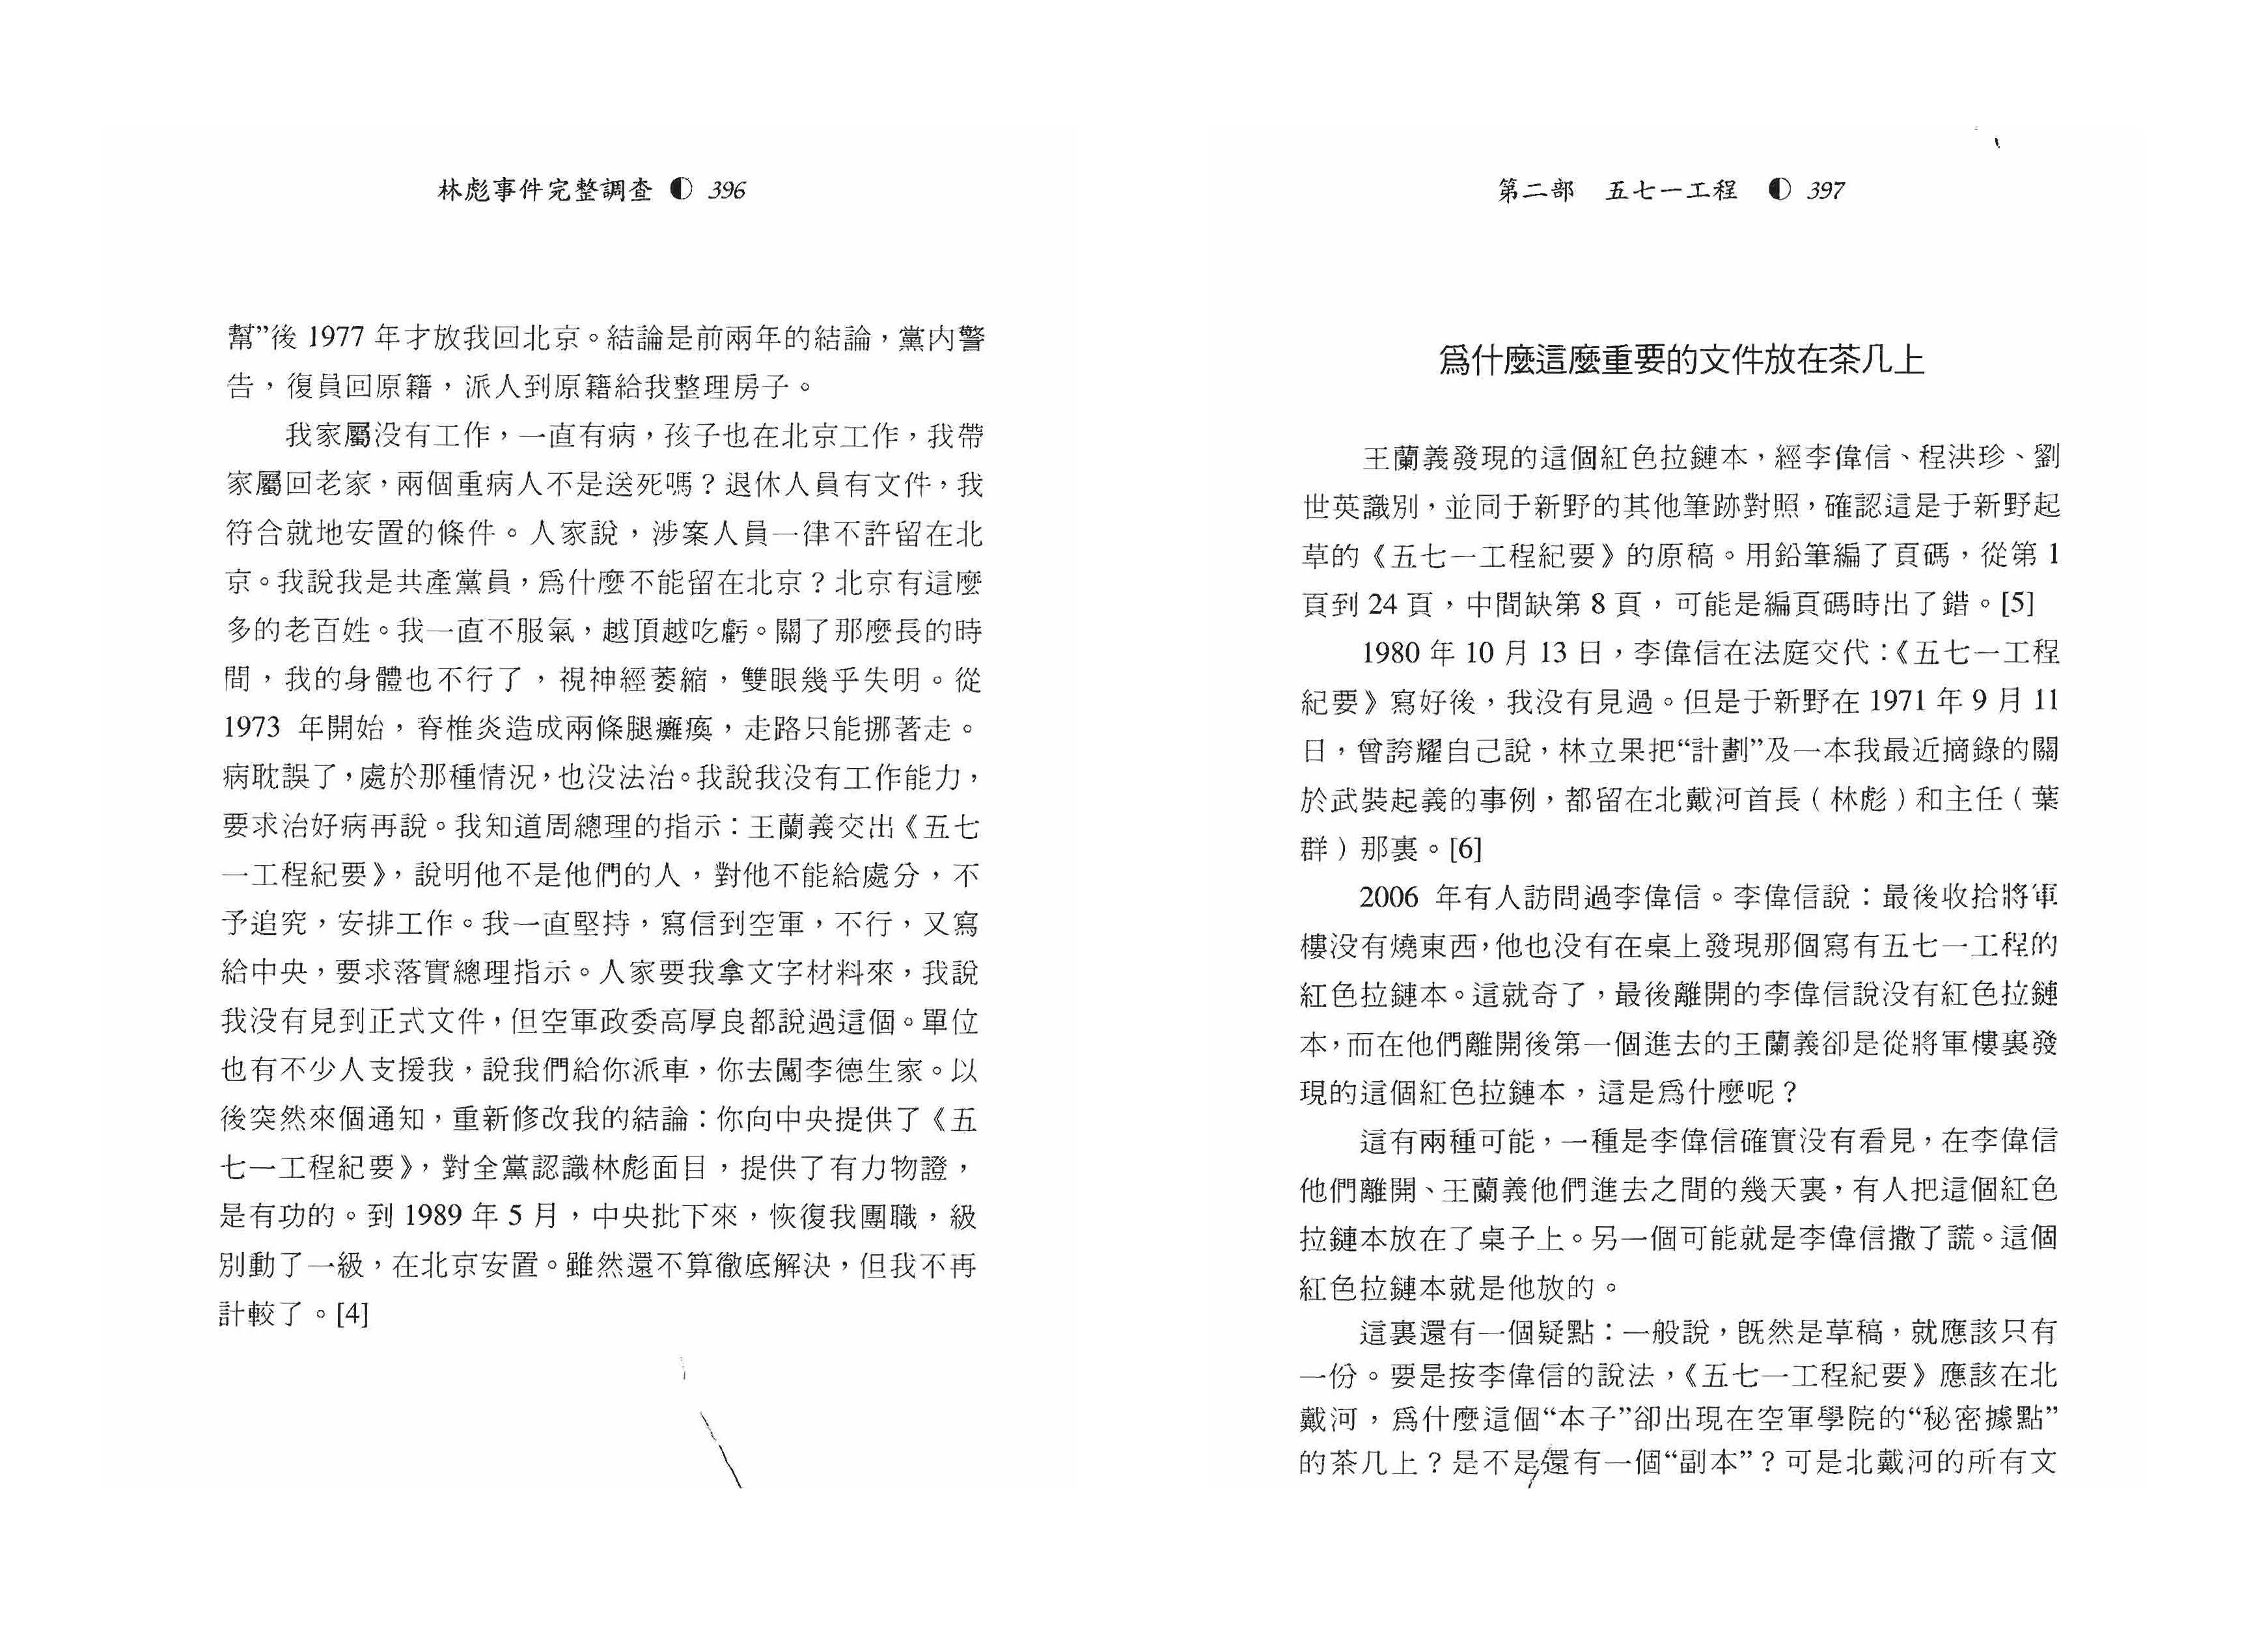 林彪事件完整調查 ◐ 396
幫”後 1977 年才放我回北京。結論是前兩年的結論，黨內警
告，復員回原籍，派人到原籍給我整理房子。
我家屬没有工作，一直有病，孩子也在北京工作，我帶
家屬回老家，兩個重病人不是送死嗎？退休人員有文件，我
符合就地安置的條件。人家說，涉案人員一律不許留在北
京。我說我是共產黨員，爲什麼不能留在北京？北京有這麼
多的老百姓。我一直不服氣，越頂越吃虧。關了那麼長的時
間，我的身體也不行了，視神經萎縮，雙眼幾乎失明。從
1973 年開始，脊椎炎造成兩條腿癱瘓，走路只能挪著走。
病耽誤了，處於那種情況，也没法治。我說我没有工作能力，
要求治好病再說。我知道周總理的指示：王蘭義交出《五七
一工程紀要》，說明他不是他們的人，對他不能給處分，不
予追究，安排工作。我一直堅持，寫信到空軍，不行，又寫
給中央，要求落實總理指示。人家要我拿文字材料來，我說
我没有見到正式文件，但空軍政委高厚良都說過這個。單位
也有不少人支援我，說我們給你派車，你去闖李德生家。以
後突然來個通知，重新修改我的結論：你向中央提供了《五
七一工程紀要》，對全黨認識林彪面目，提供了有力物證，
是有功的。到 1989 年 5 月，中央批下來，恢復我團職，級
別動了一級，在北京安置。雖然還不算徹底解決，但我不再
計較了。[4]
第二部 五七一工程 ◐ 397
爲什麼這麼重要的文件放在茶几上
王蘭義發現的這個紅色拉鏈本，經李偉信、程洪珍、劉
世英識別，並同于新野的其他筆跡對照，確認這是于新野起
草的《五七一工程紀要》的原稿。用鉛筆編了頁碼，從第 1
頁到 24 頁，中間缺第 8 頁，可能是編頁碼時出了錯。[5]
1980 年 10 月 13 日，李偉信在法庭交代：《五七一工程
紀要》寫好後，我没有見過。但是于新野在 1971 年 9 月 11
日，曾誇耀自己說，林立果把“計劃”及一本我最近摘錄的關
於武裝起義的事例，都留在北戴河首長（林彪）和主任（葉
群）那裏。[6]
2006 年有人訪問過李偉信。李偉信說：最後收拾將軍
樓没有燒東西，他也没有在桌上發現那個寫有五七一工程的
紅色拉鏈本。這就奇了，最後離開的李偉信說没有紅色拉鏈
本，而在他們離開後第一個進去的王蘭義卻是從將軍樓裏發
現的這個紅色拉鏈本，這是爲什麼呢？
這有兩種可能，一種是李偉信確實没有看見，在李偉信
他們離開、王蘭義他們進去之間的幾天裏，有人把這個紅色
拉鏈本放在了桌子上。另一個可能就是李偉信撒了謊。這個
紅色拉鏈本就是他放的。
這裏還有一個疑點：一般說，既然是草稿，就應該只有
一份。要是按李偉信的說法，《五七一工程紀要》應該在北
戴河，爲什麼這個“本子”卻出現在空軍學院的“秘密據點”
的茶几上？是不是還有一個“副本”？可是北戴河的所有文